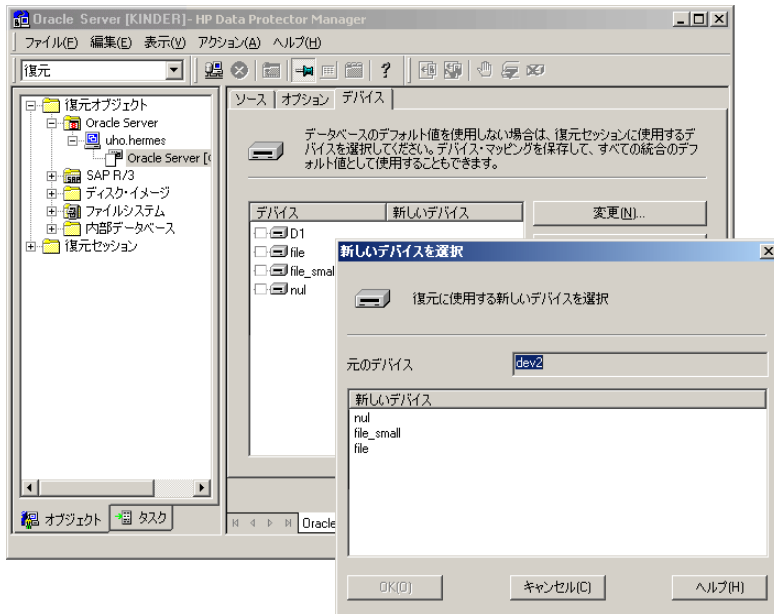 Oracle Server [KINDER] - HP Data Protector Manager
ファイル(F) 編集(E) 表示(V) アクション(A) ヘルプ(H)
復元
復元オブジェクト
Oracle Server
uho.hermes
Oracle Server [
SAP R/3
ディスク・イメージ
ファイルシステム
内部データベース
復元セッション
オブジェクト タスク
ソース オプション デバイス
データベースのデフォルト値を使用しない場合は、復元セッションに使用するデ
バイスを選択してください。デバイス・マッピングを保存して、すべての統合のデフ
ォルト値として使用することもできます。
デバイス 新しいデバイス 変更(N)...
D1
file
file_smal
nul
Oracle
新しいデバイスを選択
復元に使用する新しいデバイスを選択
元のデバイス dev2
新しいデバイス
nul
file_small
file
OK(O) キャンセル(C) ヘルプ(H)